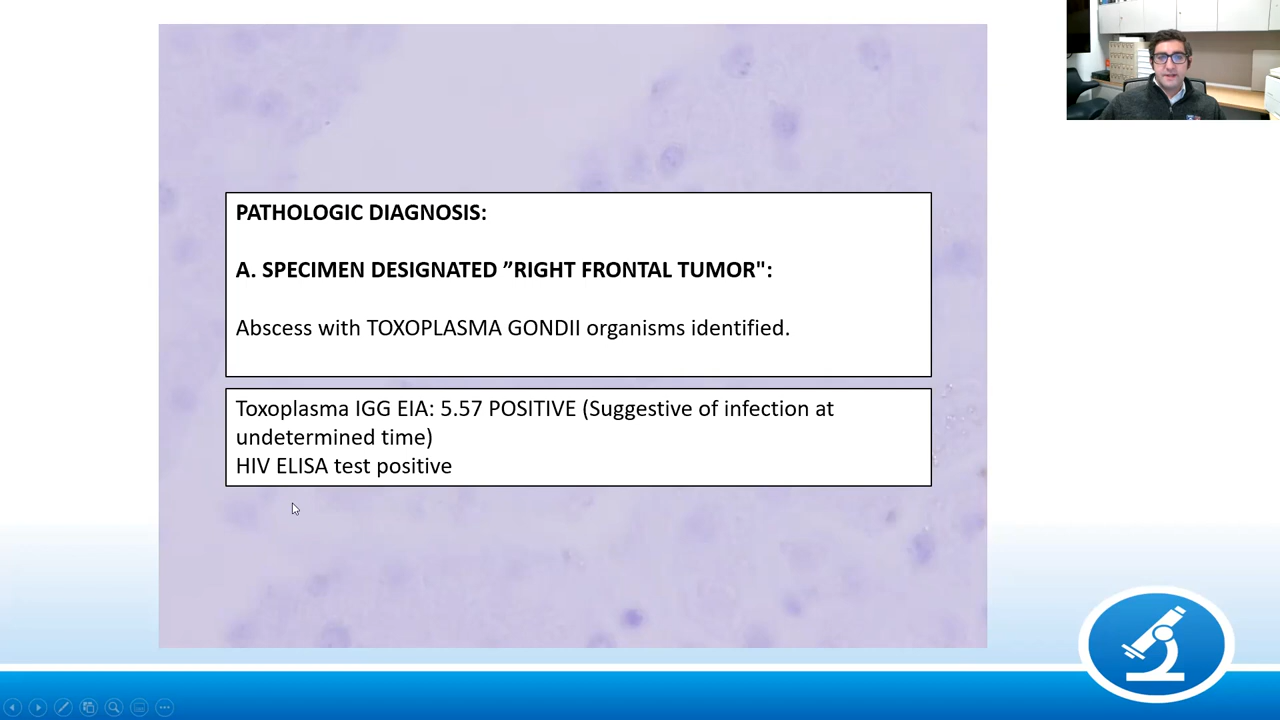 PATHOLOGIC DIAGNOSIS:
A. SPECIMEN DESIGNATED ”RIGHT FRONTAL TUMOR":
Abscess with TOXOPLASMA GONDII organisms identified.
Toxoplasma IGG EIA: 5.57 POSITIVE (Suggestive of infection at
undetermined time)
HIV ELISA test positive